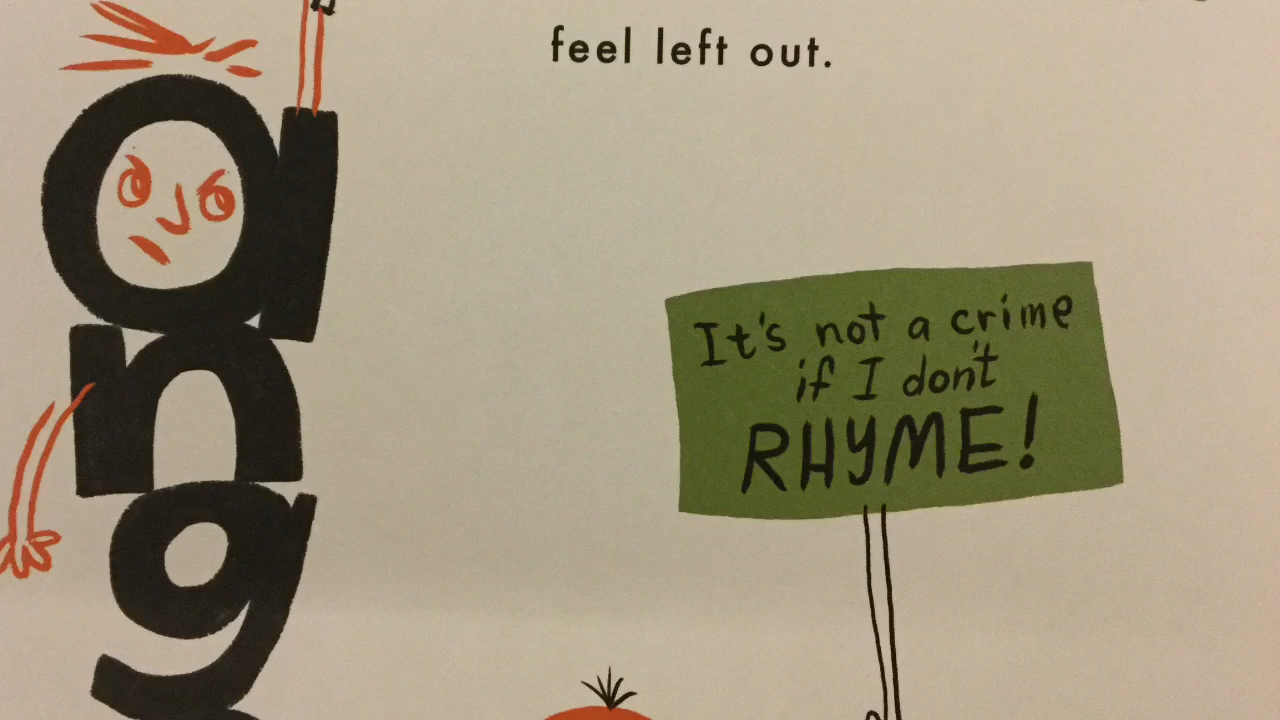 feel left out.
a
n
g
It's not a crime
if I don't
RHYME!